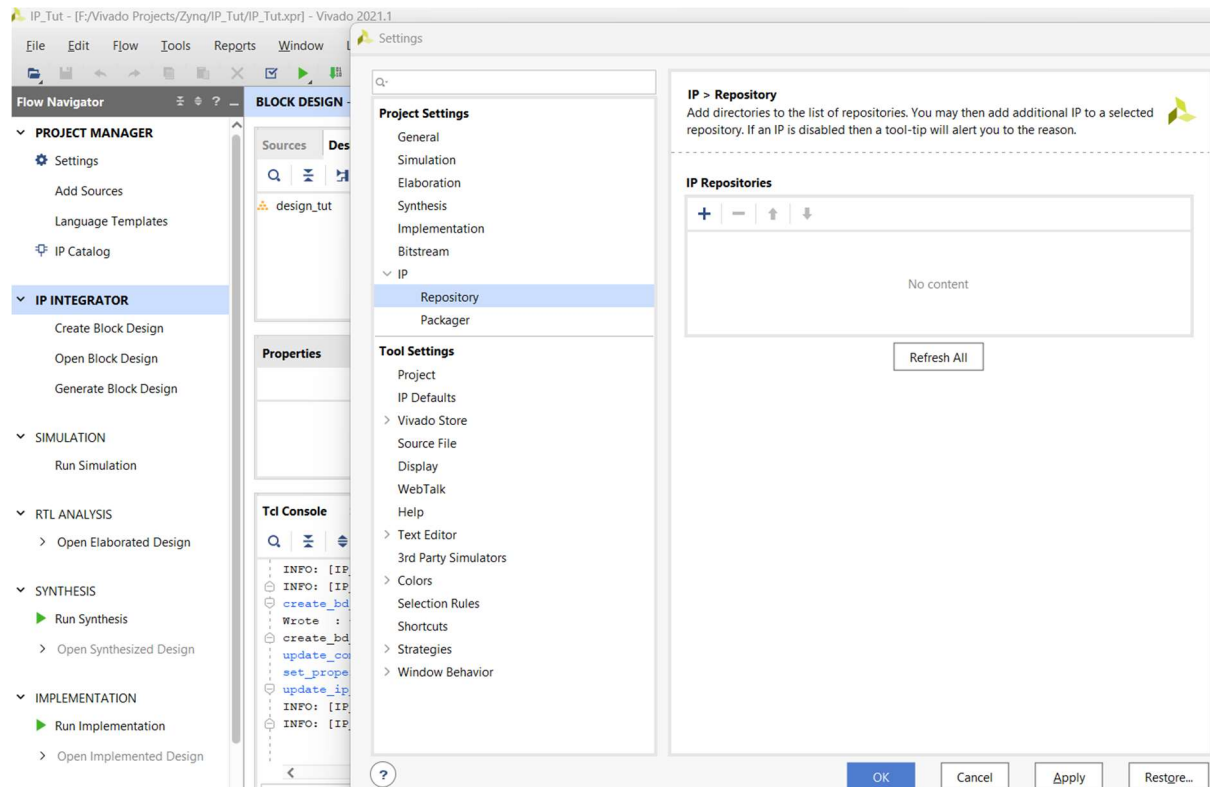 IP_Tut - [F:/Vivado Projects/Zynq/IP_Tut/IP_Tut.xpr] - Vivado 2021.1
File Edit Flow Tools Reports Window
Flow Navigator
PROJECT MANAGER
Settings
Add Sources
Language Templates
IP Catalog
IP INTEGRATOR
Create Block Design
Open Block Design
Generate Block Design
SIMULATION
Run Simulation
RTL ANALYSIS
Open Elaborated Design
SYNTHESIS
Run Synthesis
Open Synthesized Design
IMPLEMENTATION
Run Implementation
Open Implemented Design
BLOCK DESIGN -
Sources Des
design_tut
Properties
Tcl Console
INFO: [IP_
INFO: [IP_
create_bd_
Wrote :
create_bd_
update_co
set_prope
update_ip_
INFO: [IP_
INFO: [IP_
Settings
Project Settings
General
Simulation
Elaboration
Synthesis
Implementation
Bitstream
IP
Repository
Packager
Tool Settings
Project
IP Defaults
Vivado Store
Source File
Display
WebTalk
Help
Text Editor
3rd Party Simulators
Colors
Selection Rules
Shortcuts
Strategies
Window Behavior
IP > Repository
Add directories to the list of repositories. You may then add additional IP to a selected
repository. If an IP is disabled then a tool-tip will alert you to the reason.
IP Repositories
No content
Refresh All
OK Cancel Apply Restore...